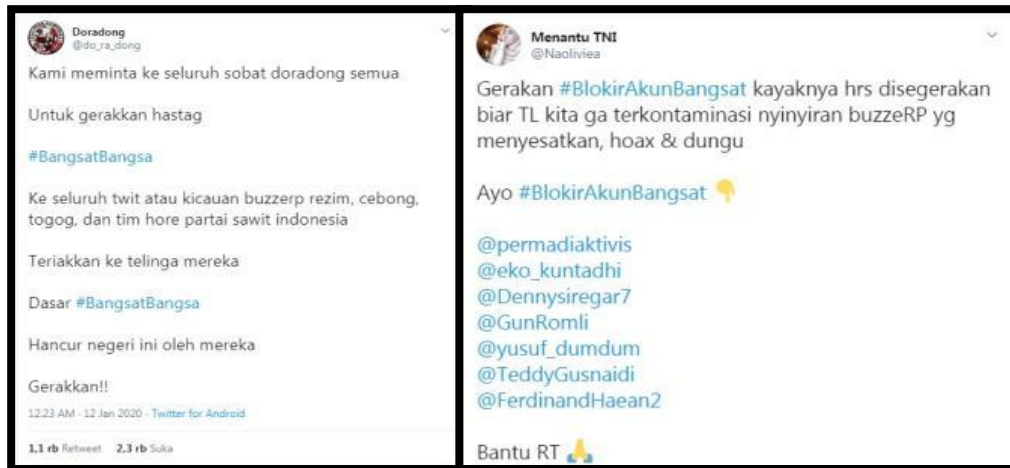 Doradong
@do_ra_dong
Kami meminta ke seluruh sobat doradong semua
Untuk gerakkan hastag
#BangsatBangsa
Ke seluruh twit atau kicauan buzzerp rezim, cebong,
togog, dan tim hore partai sawit indonesia
Teriakkan ke telinga mereka
Dasar #BangsatBangsa
Hancur negeri ini oleh mereka
Gerakkan!!
12.23 AM · 12 Jan 2020 · Twitter for Android
1,1 rb Retweet 2,3 rb Suka
Menantu TNI
@Naoliviea
Gerakan #BlokirAkunBangsat kayaknya hrs disegerakan
biar TL kita ga terkontaminasi nyinyiran buzzeRP yg
menyesatkan, hoax & dungu
Ayo #BlokirAkunBangsat 👇
@permadiaktivis
@eko_kuntadhi
@Dennysiregar7
@GunRomli
@yusuf_dumdum
@TeddyGusnaidi
@FerdinandHaean2
Bantu RT 🙏